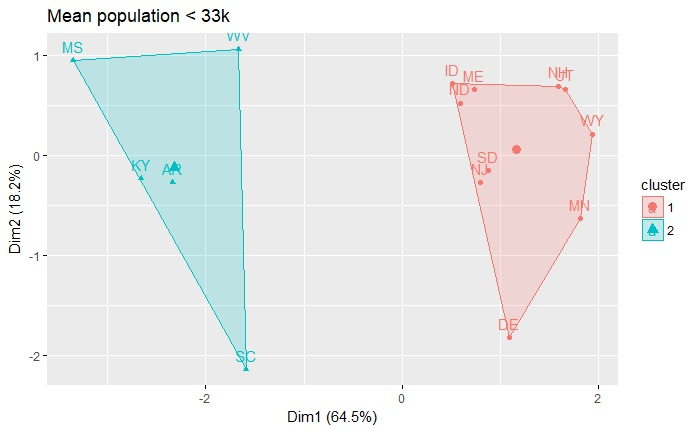 Mean population < 33k
MS
WV
ID
ME
ND
NH
UT
WY
KY
AR
SD
NJ
MN
DE
SC
1
0
-1
-2
-2
0
2
Dim2 (18.2%)
Dim1 (64.5%)
cluster
a 1
a 2